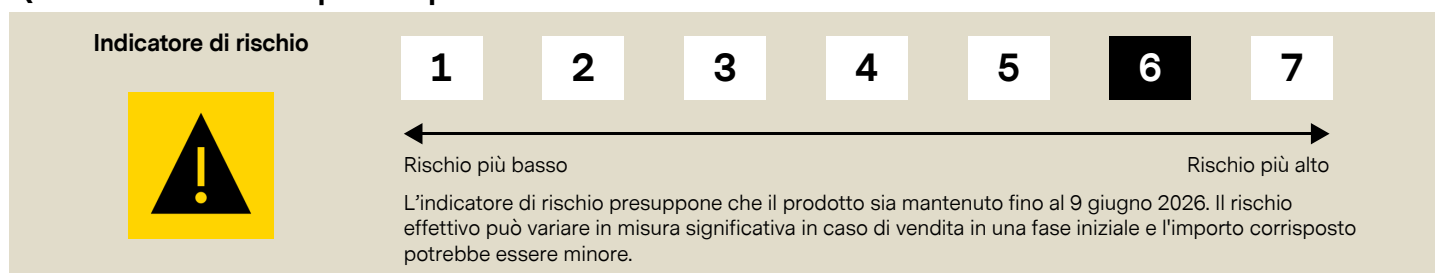 Indicatore di rischio
1 2 3 4 5 6 7
Rischio più basso Rischio più alto
L'indicatore di rischio presuppone che il prodotto sia mantenuto fino al 9 giugno 2026. Il rischio
effettivo può variare in misura significativa in caso di vendita in una fase iniziale e l'importo corrisposto
potrebbe essere minore.